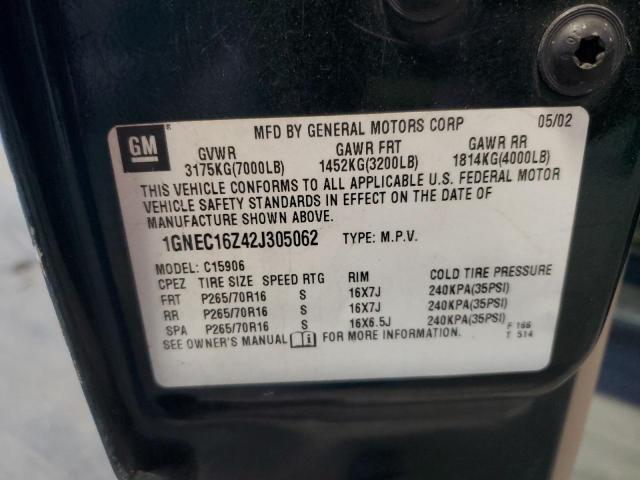 GM ®
MFD BY GENERAL MOTORS CORP 05/02
GVWR GAWR FRT GAWR RR
3175KG(7000LB) 1452KG(3200LB) 1814KG(4000LB)
THIS VEHICLE CONFORMS TO ALL APPLICABLE U.S. FEDERAL MOTOR
VEHICLE SAFETY STANDARDS IN EFFECT ON THE DATE OF
MANUFACTURE SHOWN ABOVE.
1GNEC16Z42J305062 TYPE: M.P.V.
MODEL: C15906
CPEZ TIRE SIZE SPEED RTG RIM COLD TIRE PRESSURE
FRT P265/70R16 S 16X7J 240KPA(35PSI)
RR P265/70R16 S 16X7J 240KPA(35PSI)
SPA P265/70R16 S 16X6.5J 240KPA(35PSI)
SEE OWNER'S MANUAL FOR MORE INFORMATION.
F 166
T 514